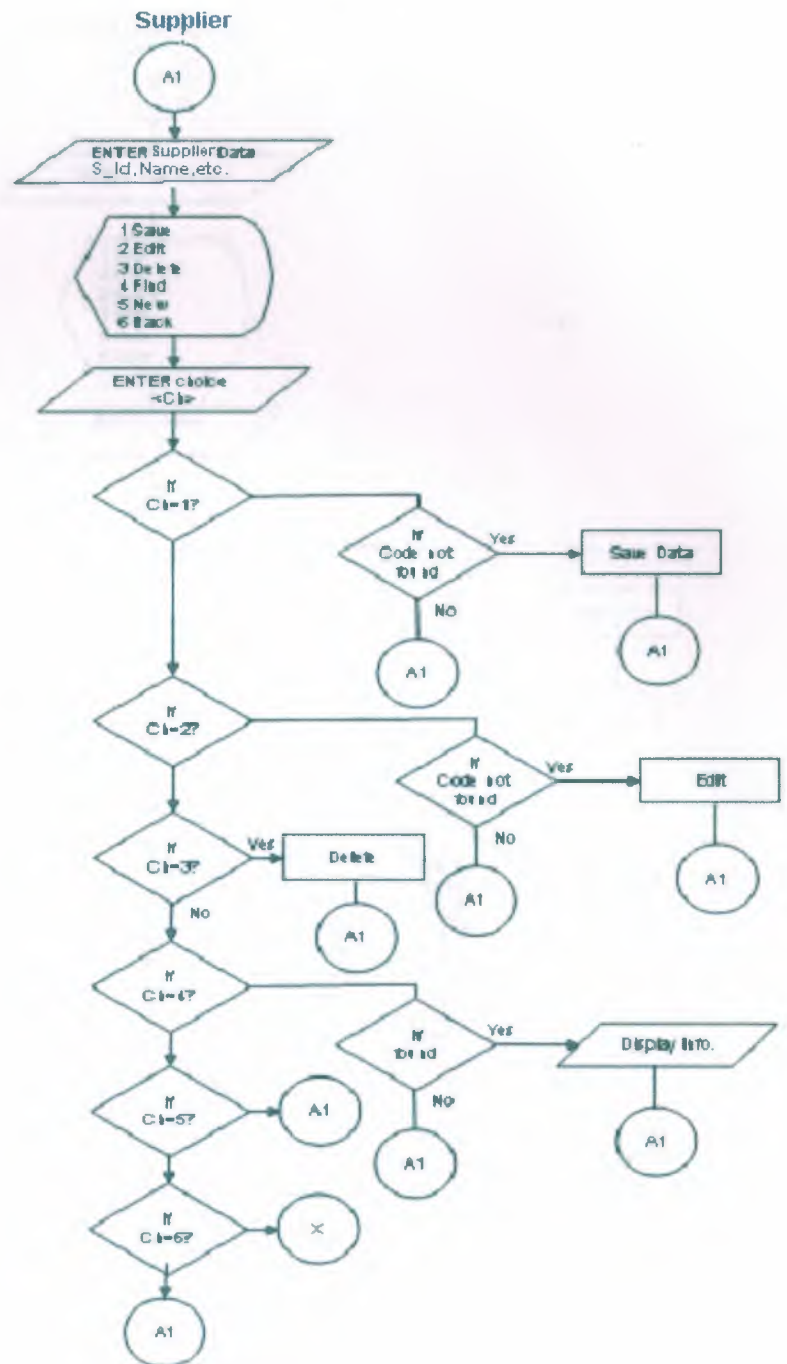 Supplier
A1
ENTER Supplier Data
S_Id,Name,etc.
1 Save
2 Edit
3 Delete
4 Find
5 New
6 Back
ENTER choice
<Ch>
If
Ch=1?
If
Code not
found
Yes
Save Data
No
A1
A1
If
Ch=2?
If
Code not
found
Yes
Edit
No
A1
A1
If
Ch=3?
Yes
Delete
No
A1
If
Ch=4?
If
found
Yes
Display Info.
No
A1
A1
If
Ch=5?
A1
If
Ch=6?
X
A1